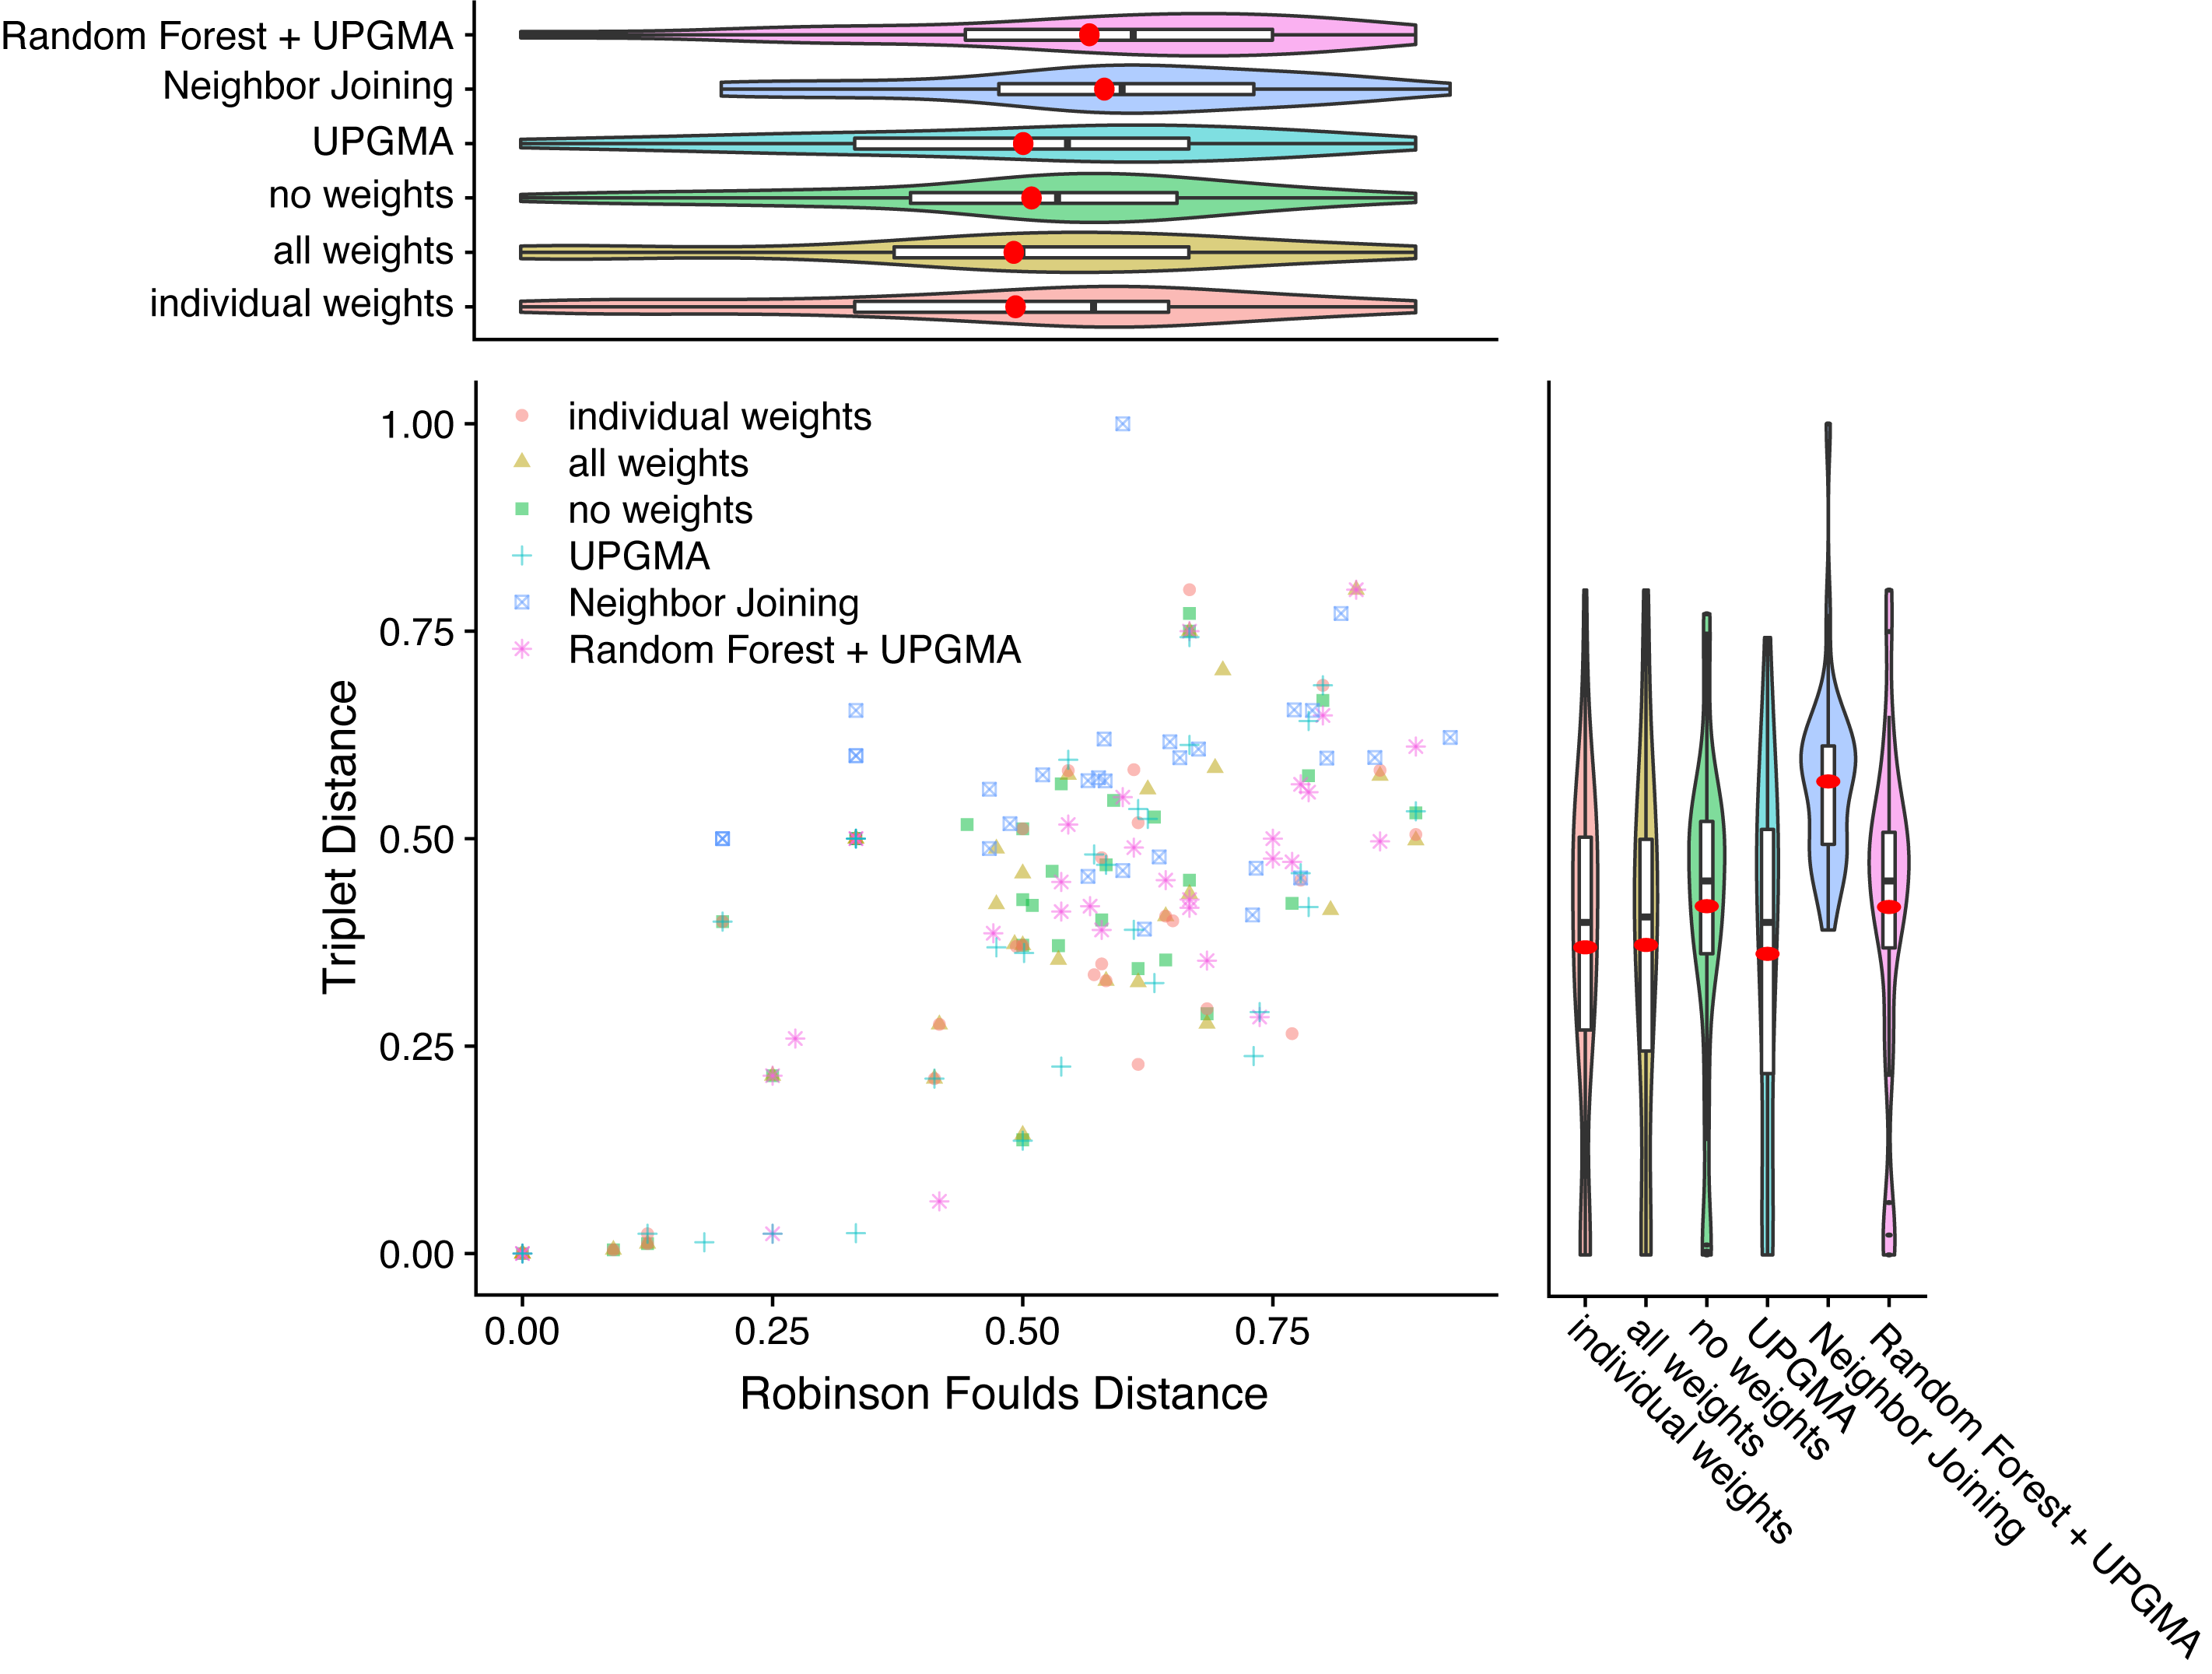 Random Forest + UPGMA
Neighbor Joining
UPGMA
no weights
all weights
individual weights
individual weights
all weights
no weights
UPGMA
Neighbor Joining
Random Forest + UPGMA
1.00
0.75
0.50
0.25
0.00
Triplet Distance
0.00
0.25
0.50
0.75
Robinson Foulds Distance
individual weights
all weights
no weights
UPGMA
Neighbor Joining
Random Forest + UPGMA